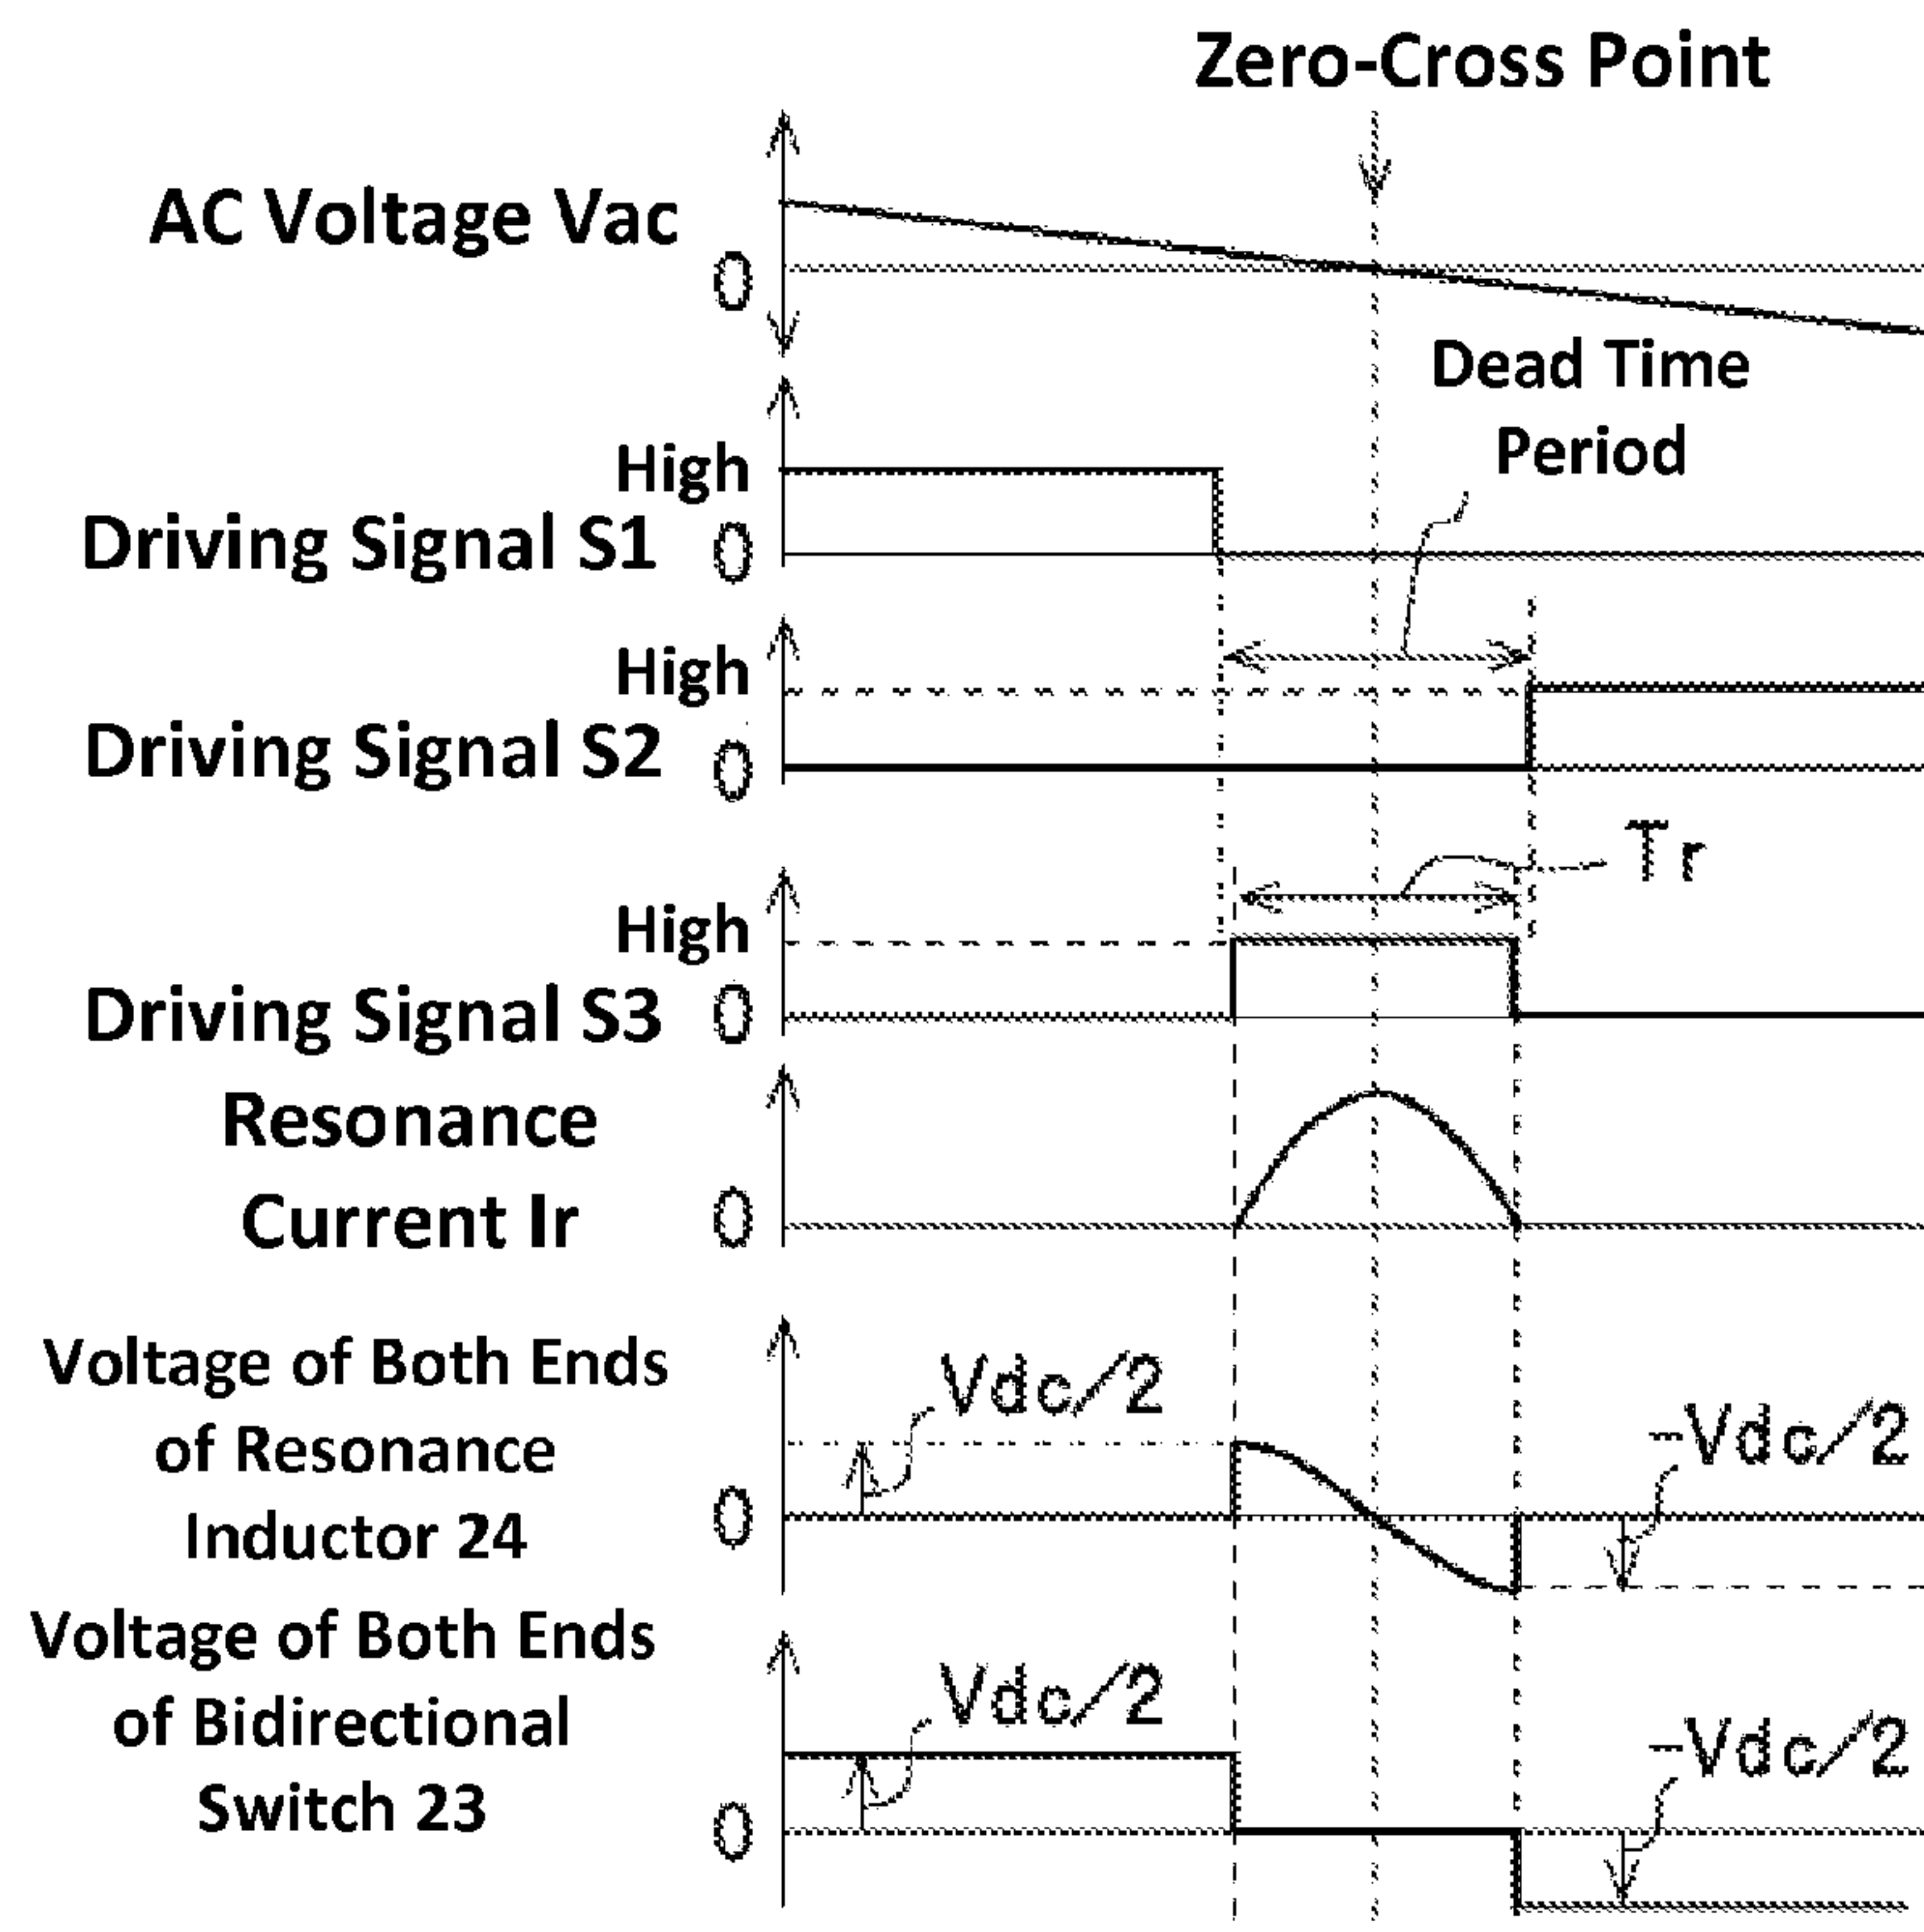 Zero-Cross Point
AC Voltage Vac
0
Dead Time
Period
High
Driving Signal S1
0
High
Driving Signal S2
0
Tr
High
Driving Signal S3
0
Resonance
Current Ir
0
Voltage of Both Ends
of Resonance
Inductor 24
0
Vdc/2
-Vdc/2
Voltage of Both Ends
of Bidirectional
Switch 23
0
Vdc/2
-Vdc/2